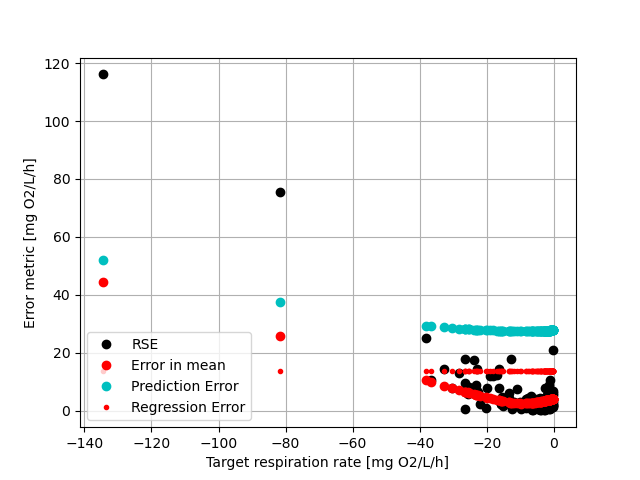 120
100
80
60
40
20
0
Error metric [mg O2/L/h]
RSE
Error in mean
Prediction Error
Regression Error
−140
−120
−100
−80
−60
−40
−20
0
Target respiration rate [mg O2/L/h]